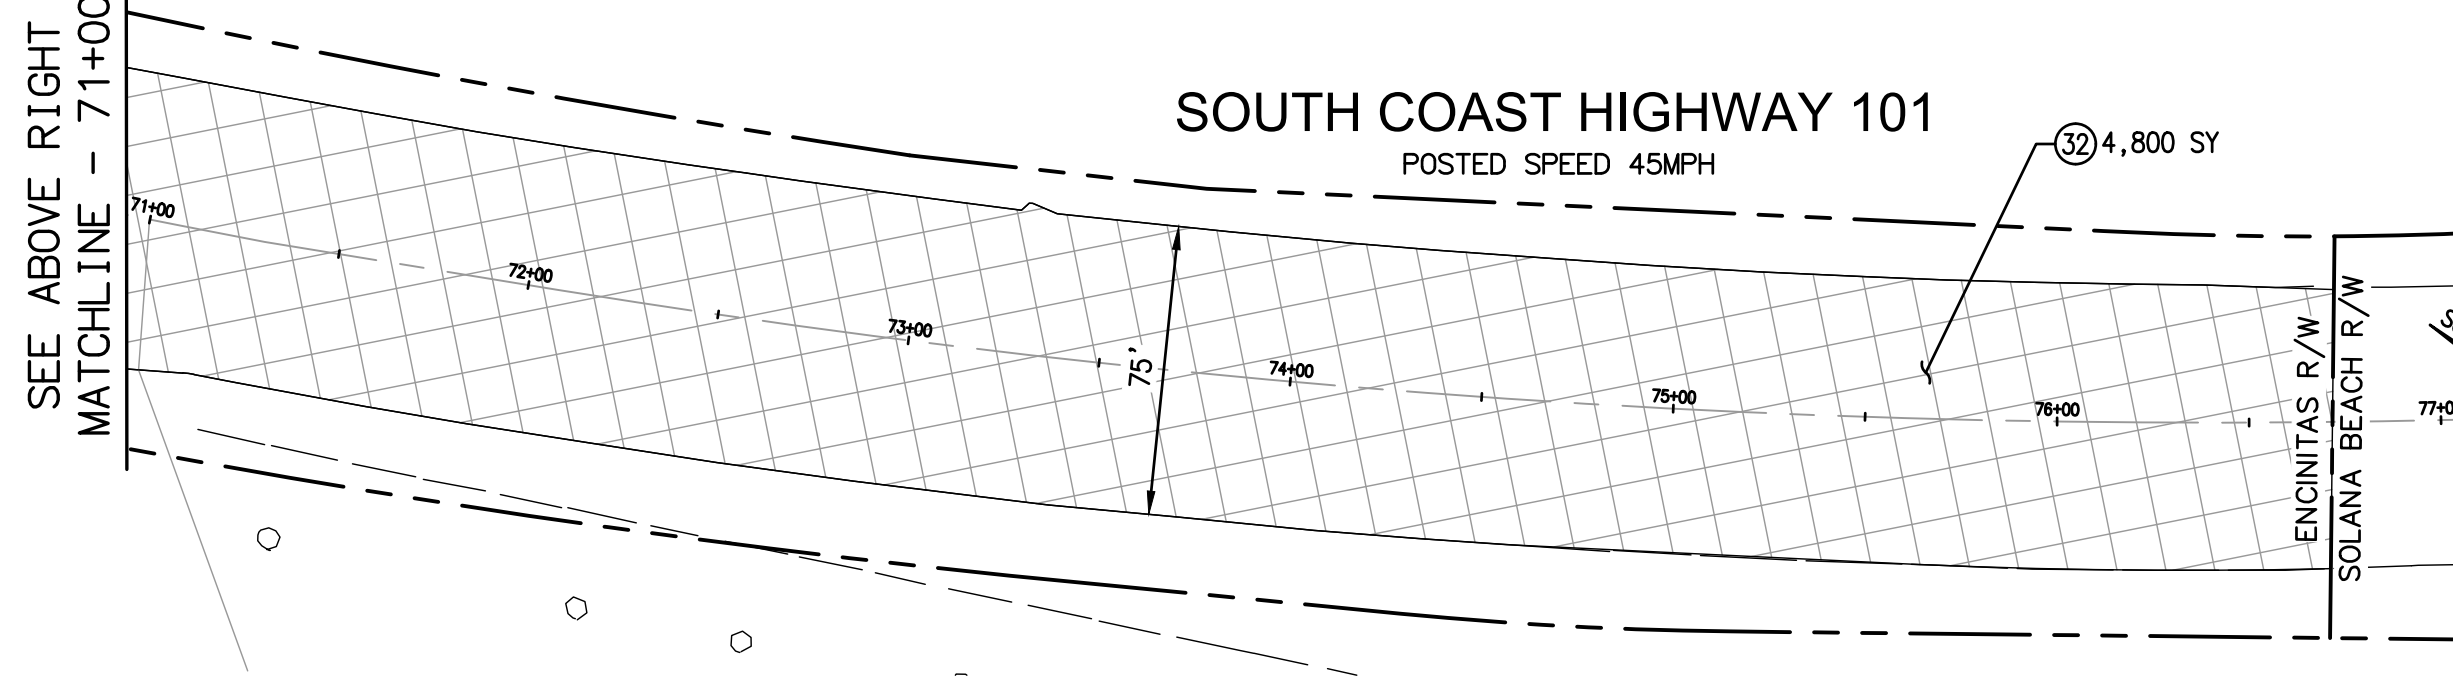 SEE ABOVE RIGHT
MATCHLINE - 71+00
SOUTH COAST HIGHWAY 101
POSTED SPEED 45MPH
32 4,800 SY
71+00
72+00
73+00
74+00
75+00
76+00
75'
ENCINITAS R/W
SOLANA BEACH R/W